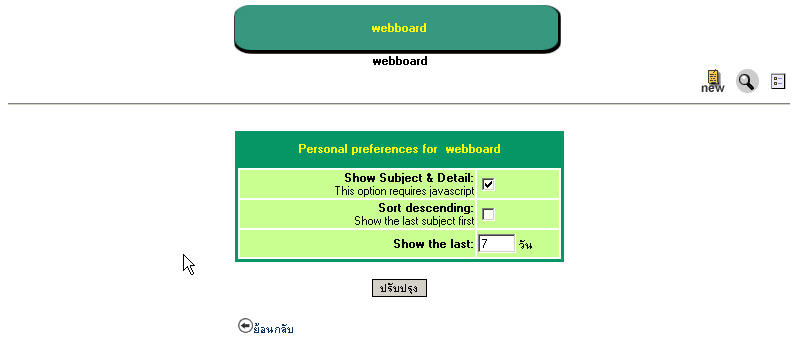 webboard
webboard
new
Personal preferences for webboard
Show Subject & Detail:
This option requires javascript
Sort descending:
Show the last subject first
Show the last: 7 วัน
ปรับปรุง
ย้อนกลับ